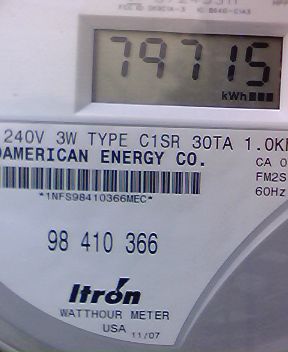 79715
kWh
240V 3W TYPE C1SR 30TA 1.0K
AMERICAN ENERGY CO.
CA 0
FM2S
*1NFS98410366MEC*
60Hz
98 410 366
Itron
WATTHOUR METER
USA 11/07